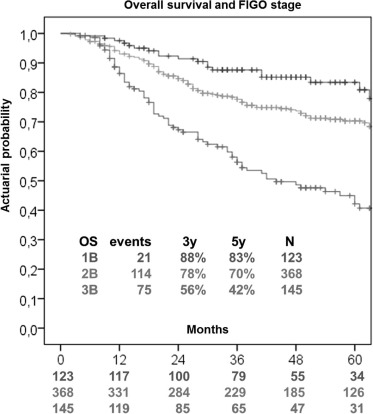 Overall survival and FIGO stage
Actuarial probability
1,0
0,9
0,8
0,7
0,6
0,5
0,4
0,3
0,2
0,1
0,0
OS events 3y 5y N
1B 21 88% 83% 123
2B 114 78% 70% 368
3B 75 56% 42% 145
Months
0 12 24 36 48 60
123 117 100 79 55 34
368 331 284 229 185 126
145 119 85 65 47 31